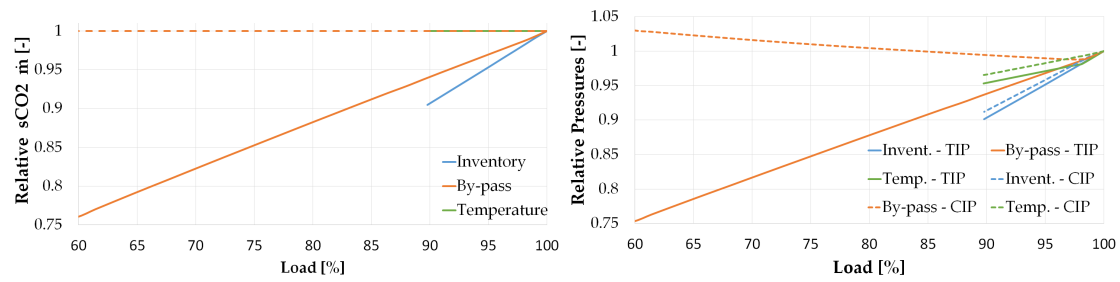 Relative sCO2 ṁ [-]
1
0.95
0.9
0.85
0.8
0.75
60 65 70 75 80 85 90 95 100
Load [%]
Inventory
By-pass
Temperature
Relative Pressures [-]
1.05
1
0.95
0.9
0.85
0.8
0.75
60 65 70 75 80 85 90 95 100
Load [%]
Invent. - TIP By-pass - TIP
Temp. - TIP Invent. - CIP
By-pass - CIP Temp. - CIP